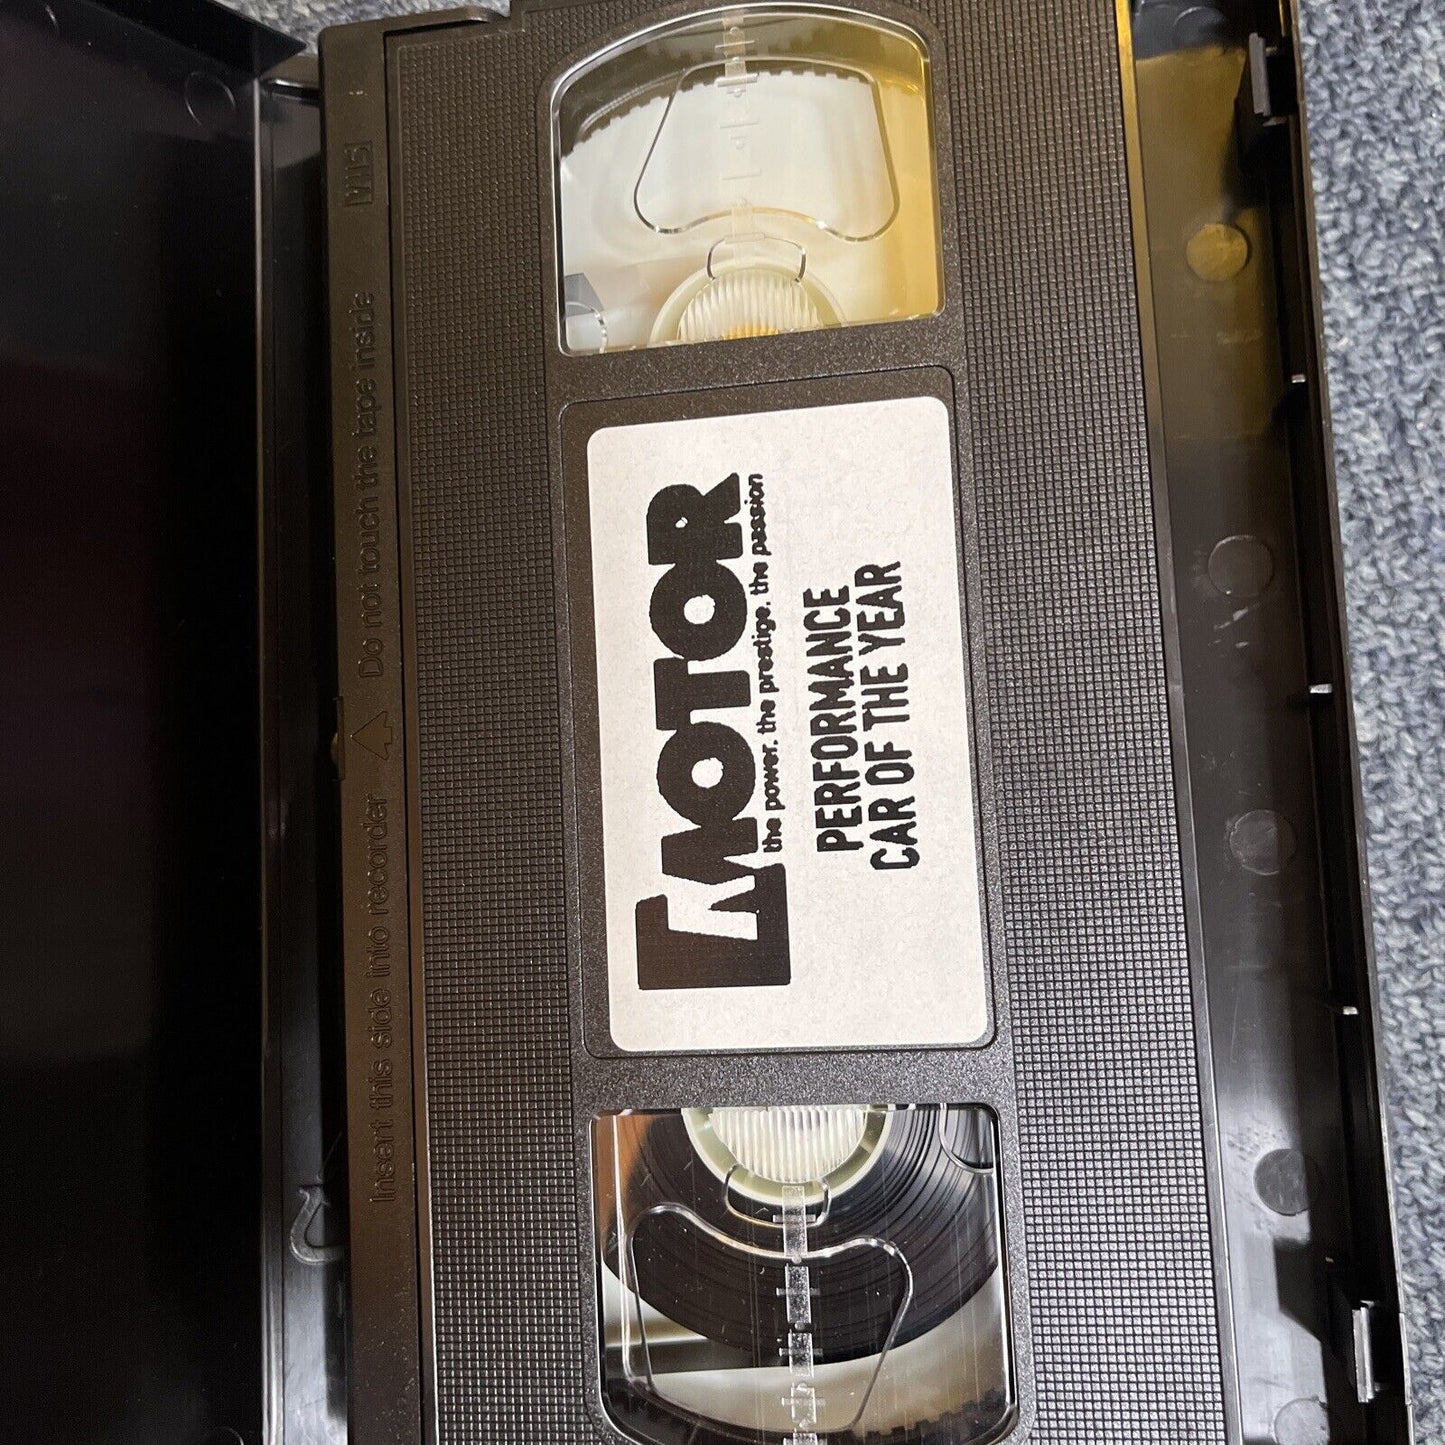 MOTOR
the power. the prestige. the passion
PERFORMANCE
CAR OF THE YEAR
VHS
Insert this side into recorder
Do not touch the tape inside